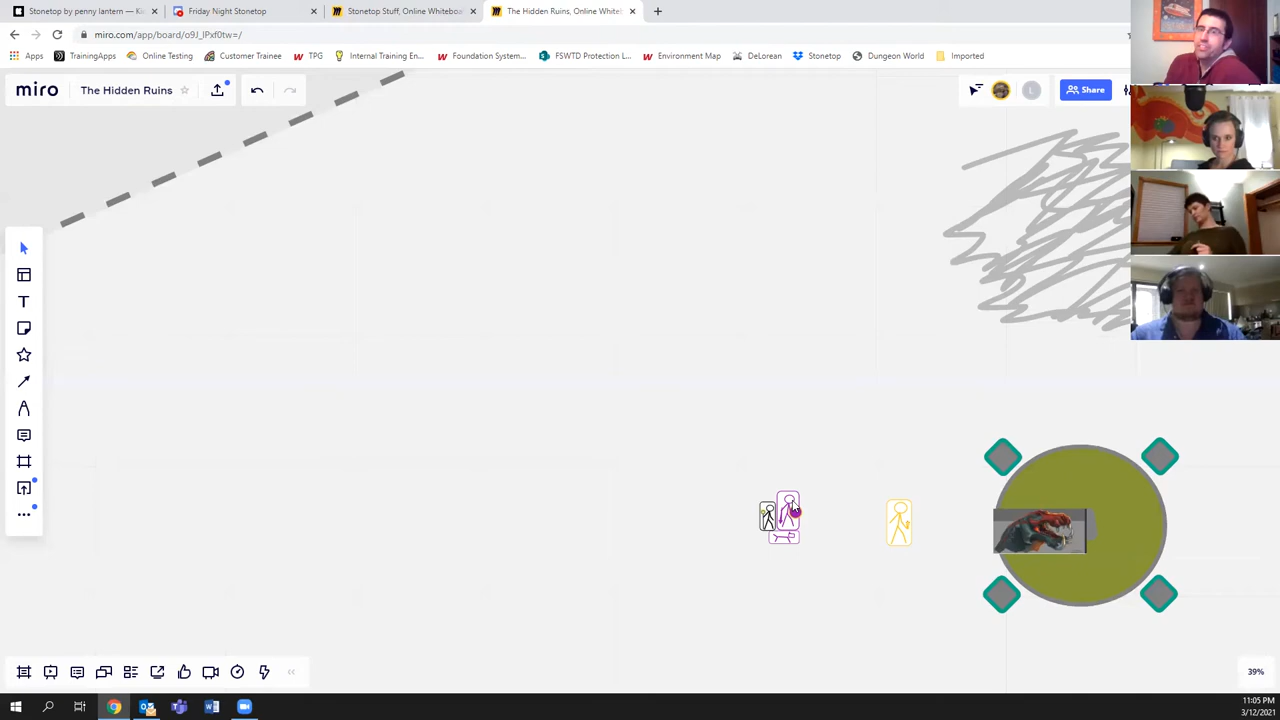 Stonetop by penny lantern — Ki
Friday Night Stonetop
Stonetop Stuff, Online Whiteboa
The Hidden Ruins, Online Whiteb
miro.com/app/board/o9J_lPxf0tw=/
Apps
TrainingApps
Online Testing
Customer Trainee
TPG
Internal Training En...
Foundation System...
FSWTD Protection L...
Environment Map
DeLorean
Stonetop
Dungeon World
Imported
miro
The Hidden Ruins
L
Share
T
39%
11:05 PM
3/12/2021